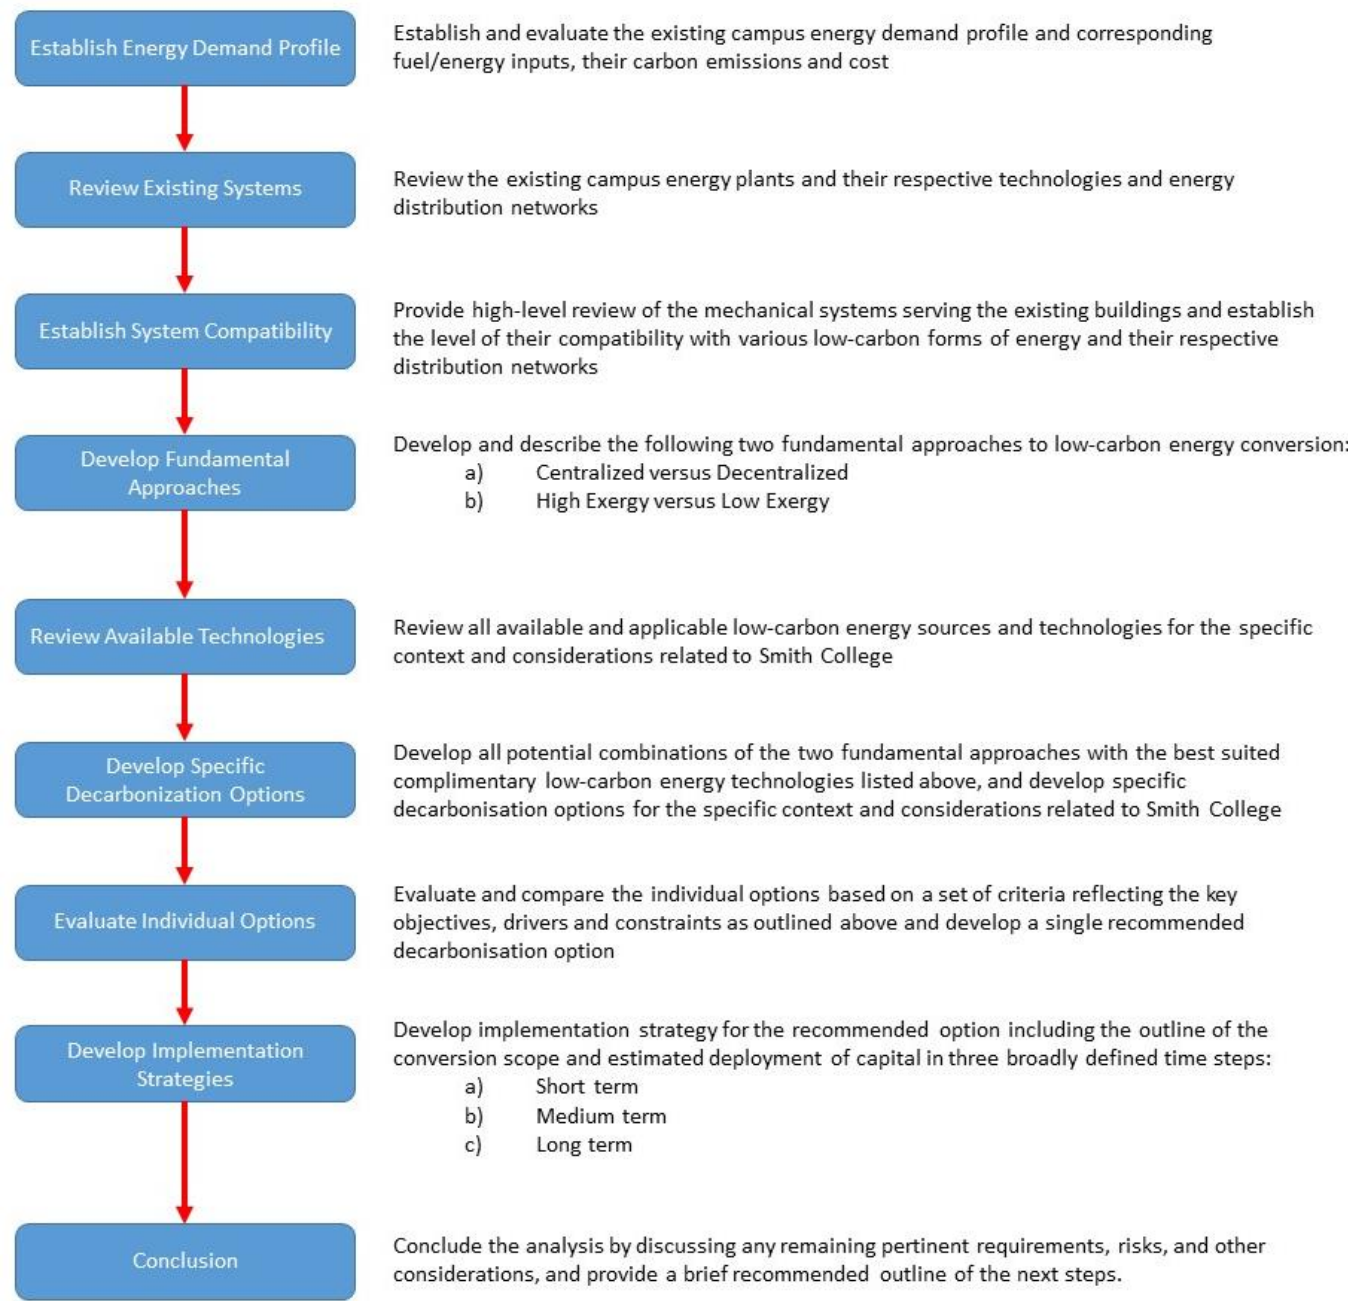 Establish Energy Demand Profile
Establish and evaluate the existing campus energy demand profile and corresponding
fuel/energy inputs, their carbon emissions and cost
Review Existing Systems
Review the existing campus energy plants and their respective technologies and energy
distribution networks
Establish System Compatibility
Provide high-level review of the mechanical systems serving the existing buildings and establish
the level of their compatibility with various low-carbon forms of energy and their respective
distribution networks
Develop Fundamental
Approaches
Develop and describe the following two fundamental approaches to low-carbon energy conversion:
a) Centralized versus Decentralized
b) High Exergy versus Low Exergy
Review Available Technologies
Review all available and applicable low-carbon energy sources and technologies for the specific
context and considerations related to Smith College
Develop Specific
Decarbonization Options
Develop all potential combinations of the two fundamental approaches with the best suited
complimentary low-carbon energy technologies listed above, and develop specific
decarbonisation options for the specific context and considerations related to Smith College
Evaluate Individual Options
Evaluate and compare the individual options based on a set of criteria reflecting the key
objectives, drivers and constraints as outlined above and develop a single recommended
decarbonisation option
Develop Implementation
Strategies
Develop implementation strategy for the recommended option including the outline of the
conversion scope and estimated deployment of capital in three broadly defined time steps:
a) Short term
b) Medium term
c) Long term
Conclusion
Conclude the analysis by discussing any remaining pertinent requirements, risks, and other
considerations, and provide a brief recommended outline of the next steps.